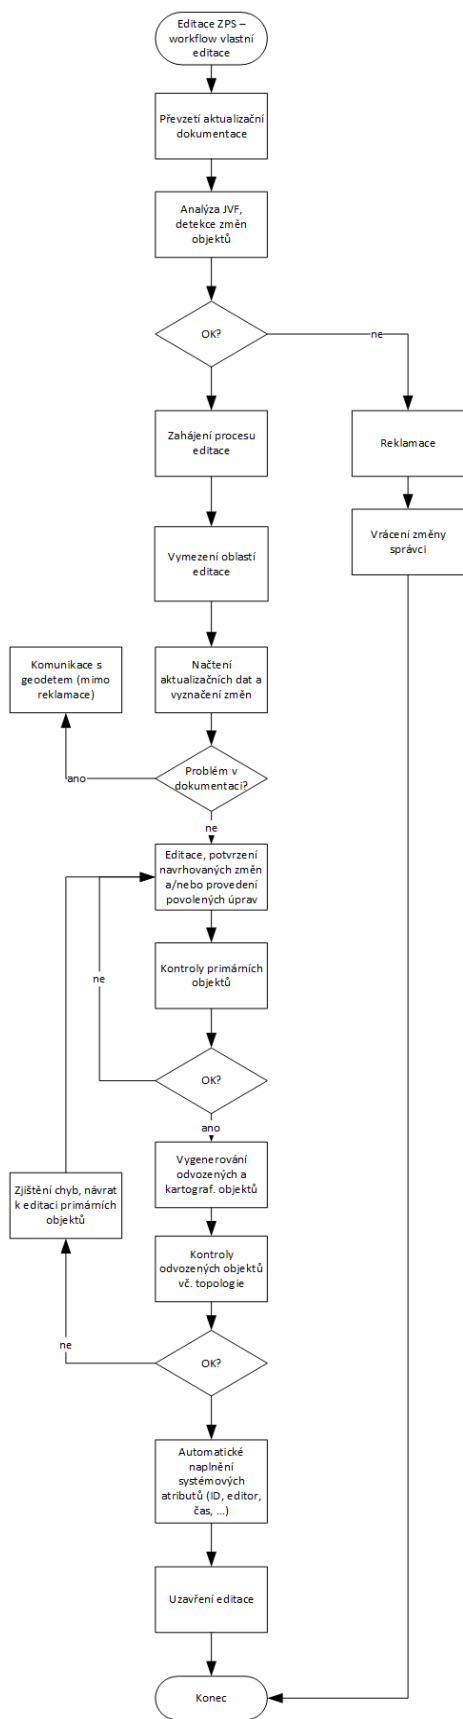 Editace ZPS –
workflow vlastní
editace
Převzetí aktualizační
dokumentace
Analýza JVF,
detekce změn
objektů
OK?
ne
Zahájení procesu
editace
Reklamace
Vrácení změny
správci
Vymezení oblastí
editace
Komunikace s
geodetem (mimo
reklamace)
Načtení
aktualizačních dat a
vyznačení změn
Problém v
dokumentaci?
ano
ne
Editace, potvrzení
navrhovaných změn
a/nebo provedení
povolených úprav
ne
Kontroly primárních
objektů
OK?
ano
Vygenerování
odvozených a
kartograf. objektů
Zjištění chyb, návrat
k editaci primárních
objektů
Kontroly
odvozených objektů
vč. topologie
ne
OK?
Automatické
naplnění
systémových
atributů (ID, editor,
čas, ...)
Uzavření editace
Konec